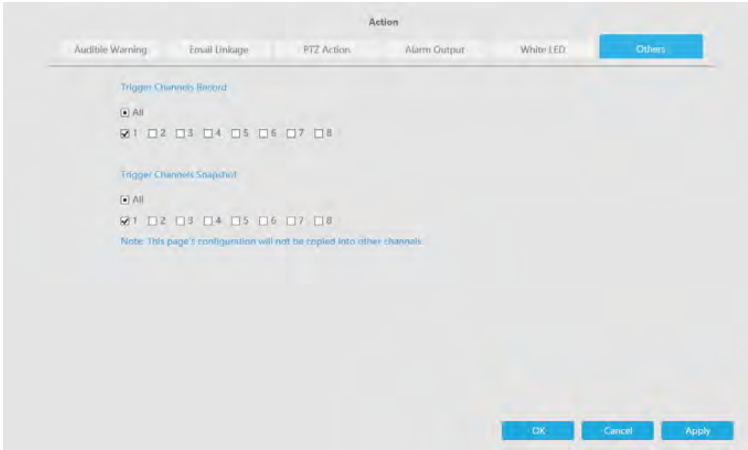 Action
Audible Warning Email Linkage PTZ Action Alarm Output White LED Others
Trigger Channels Record
All
1 2 3 4 5 6 7 8
Trigger Channels Snapshot
All
1 2 3 4 5 6 7 8
Note: This page's configuration will not be copied into other channels.
OK Cancel Apply